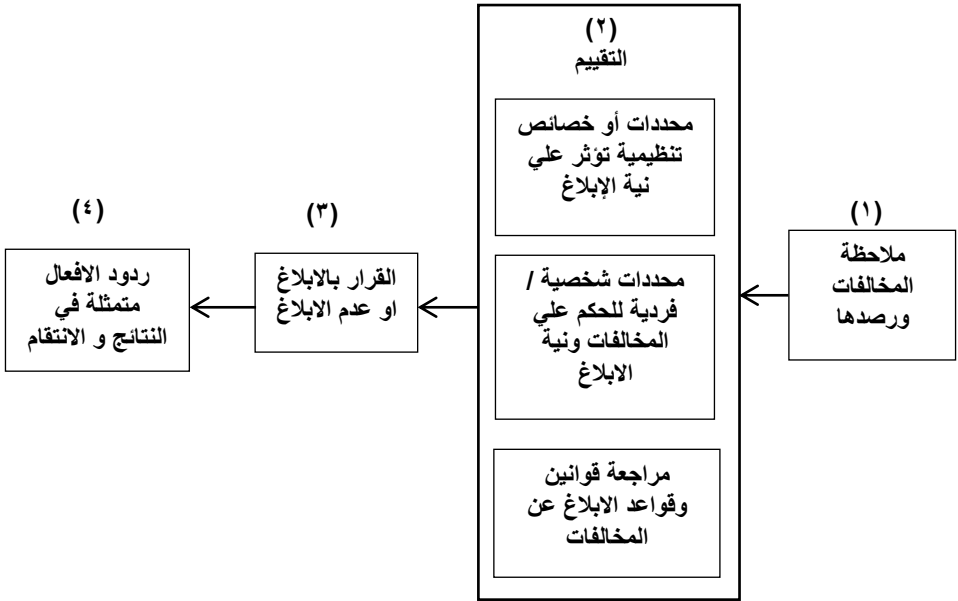 (١)
ملاحظة
المخالفات
ورصدها
(٢)
التقييم
محددات أو خصائص
تنظيمية تؤثر علي
نية الإبلاغ
محددات شخصية /
فردية للحكم علي
المخالفات ونية
الابلاغ
مراجعة قوانين
وقواعد الابلاغ عن
المخالفات
(٣)
القرار بالابلاغ
او عدم الابلاغ
(٤)
ردود الافعال
متمثلة في
النتائج و الانتقام